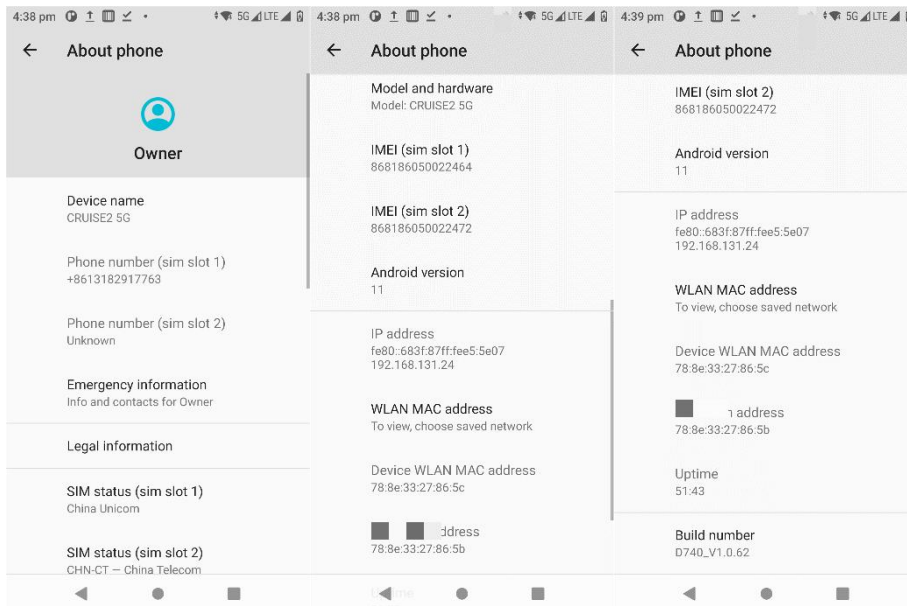 4:38 pm
5G LTE
About phone
Owner
Device name
CRUISE2 5G
Phone number (sim slot 1)
+8613182917763
Phone number (sim slot 2)
Unknown
Emergency information
Info and contacts for Owner
Legal information
SIM status (sim slot 1)
China Unicom
SIM status (sim slot 2)
CHN-CT — China Telecom
4:38 pm
5G LTE
About phone
Model and hardware
Model: CRUISE2 5G
IMEI (sim slot 1)
868186050022464
IMEI (sim slot 2)
868186050022472
Android version
11
IP address
fe80::683f:87ff:fee5:5e07
192.168.131.24
WLAN MAC address
To view, choose saved network
Device WLAN MAC address
78:8e:33:27:86:5c
ddress
78:8e:33:27:86:5b
4:39 pm
5G LTE
About phone
IMEI (sim slot 2)
868186050022472
Android version
11
IP address
fe80::683f:87ff:fee5:5e07
192.168.131.24
WLAN MAC address
To view, choose saved network
Device WLAN MAC address
78:8e:33:27:86:5c
address
78:8e:33:27:86:5b
Uptime
51:43
Build number
D740_V1.0.62